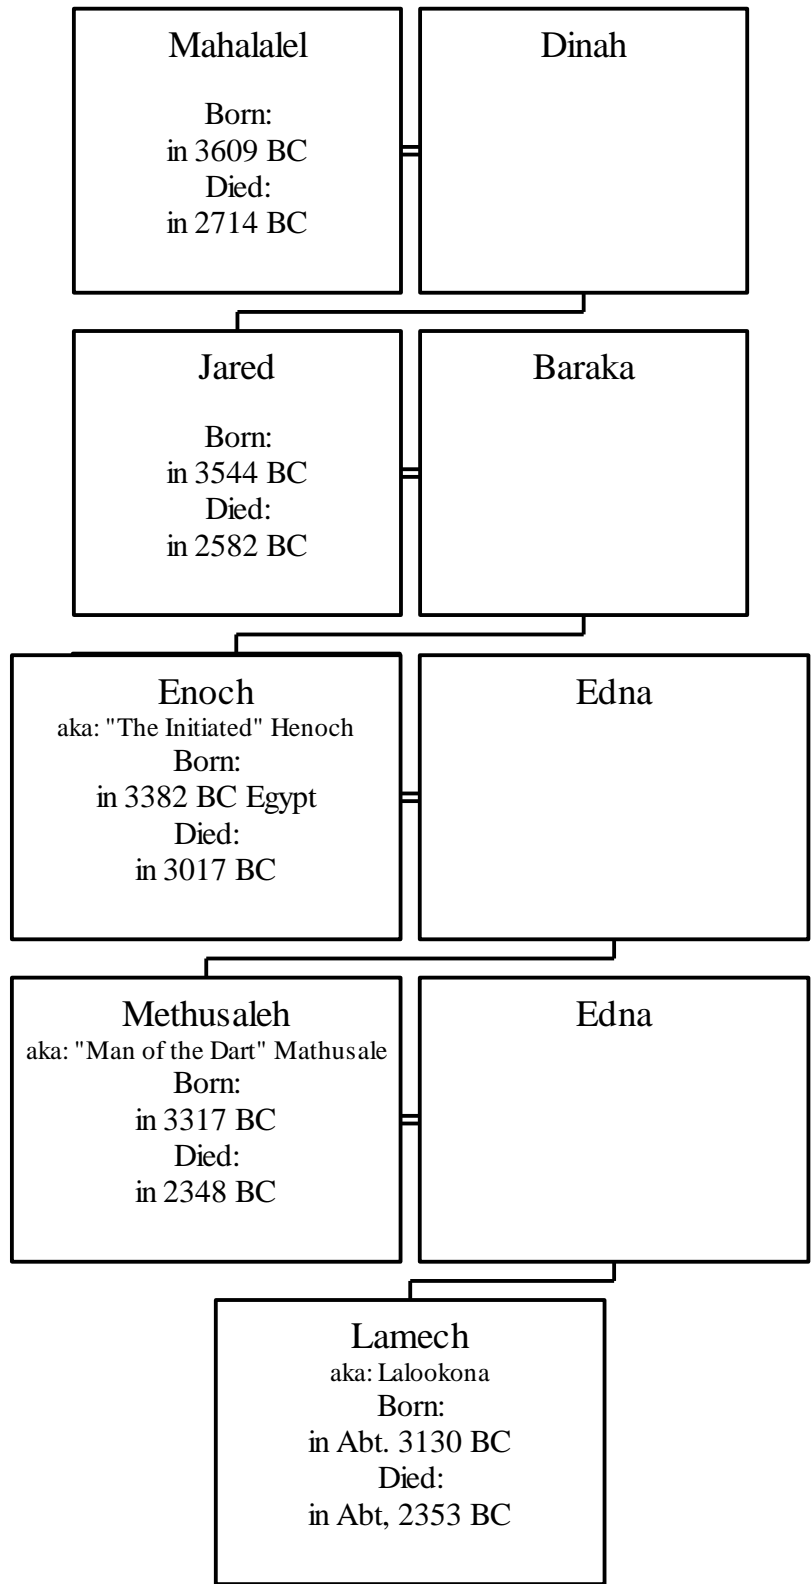 Mahalalel
Born:
in 3609 BC
Died:
in 2714 BC
Dinah
Jared
Born:
in 3544 BC
Died:
in 2582 BC
Baraka
Enoch
aka: "The Initiated" Henoch
Born:
in 3382 BC Egypt
Died:
in 3017 BC
Edna
Methusaleh
aka: "Man of the Dart" Mathusale
Born:
in 3317 BC
Died:
in 2348 BC
Edna
Lamech
aka: Lalookona
Born:
in Abt. 3130 BC
Died:
in Abt, 2353 BC